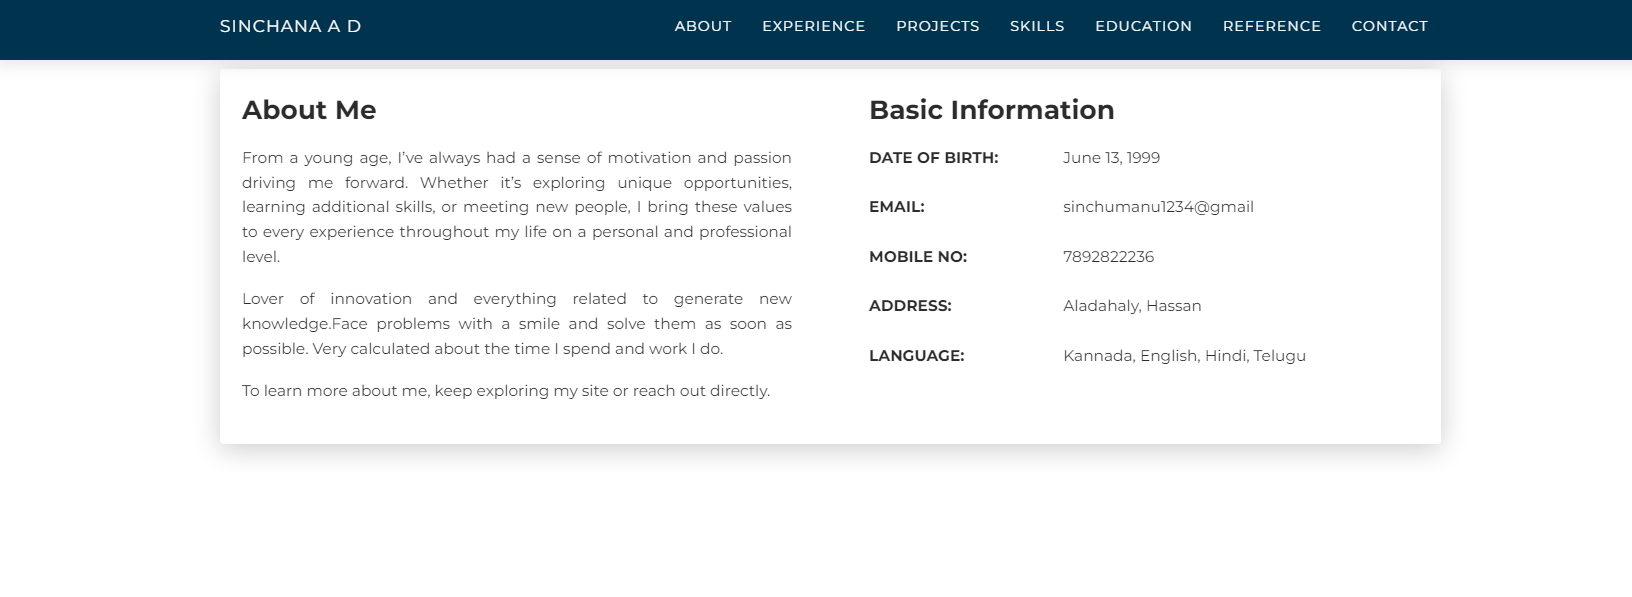 SINCHANA A D
ABOUT EXPERIENCE PROJECTS SKILLS EDUCATION REFERENCE CONTACT
About Me
From a young age, I’ve always had a sense of motivation and passion
driving me forward. Whether it’s exploring unique opportunities,
learning additional skills, or meeting new people, I bring these values
to every experience throughout my life on a personal and professional
level.
Lover of innovation and everything related to generate new
knowledge.Face problems with a smile and solve them as soon as
possible. Very calculated about the time I spend and work I do.
To learn more about me, keep exploring my site or reach out directly.
Basic Information
DATE OF BIRTH: June 13, 1999
EMAIL: sinchumanu1234@gmail
MOBILE NO: 7892822236
ADDRESS: Aladahaly, Hassan
LANGUAGE: Kannada, English, Hindi, Telugu